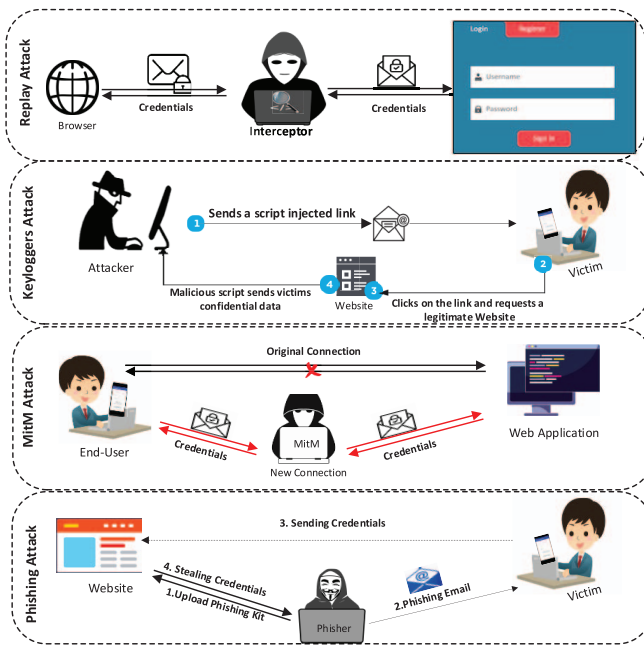 Replay Attack
Browser
Credentials
Interceptor
Credentials
Login
Register
Username
Password
Sign in
Keyloggers Attack
Attacker
1
Sends a script injected link
Victim
2
Website
3
4
Clicks on the link and requests a
legitimate Website
Malicious script sends victims
confidential data
MitM Attack
Original Connection
End-User
Credentials
MitM
New Connection
Credentials
Web Application
Phishing Attack
Website
3. Sending Credentials
4. Stealing Credentials
1.Upload Phishing Kit
Phisher
2.Phishing Email
Victim